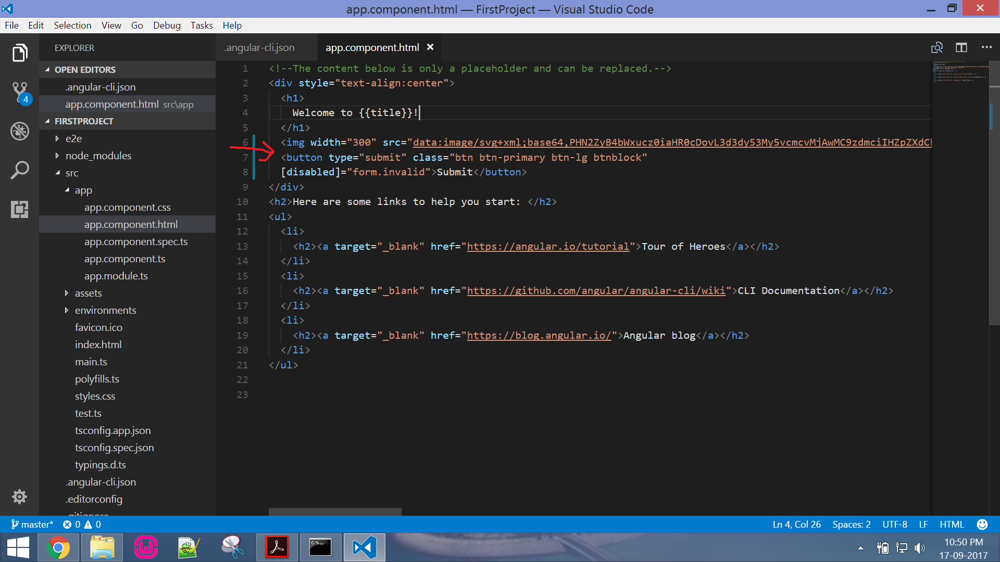 app.component.html — FirstProject — Visual Studio Code
File Edit Selection View Go Debug Tasks Help
EXPLORER
OPEN EDITORS
.angular-cli.json
app.component.html src\app
FIRSTPROJECT
e2e
node_modules
src
app
app.component.css
app.component.html
app.component.spec.ts
app.component.ts
app.module.ts
assets
environments
favicon.ico
index.html
main.ts
polyfills.ts
styles.css
test.ts
tsconfig.app.json
tsconfig.spec.json
typings.d.ts
.angular-cli.json
.editorconfig
.gitignore
4
.angular-cli.json app.component.html
1 <!--The content below is only a placeholder and can be replaced.-->
2 <div style="text-align:center">
3 <h1>
4 Welcome to {{title}}!
5 </h1>
6 <img width="300" src="data:image/svg+xml;base64,PHN2ZyB4bWxucz0iaHR0cDovL3d3dy53My5vcmcvMjAwMC9zdmciIHZpZXdCb
7 <button type="submit" class="btn btn-primary btn-lg btnblock"
8 [disabled]="form.invalid">Submit</button>
9 </div>
10 <h2>Here are some links to help you start: </h2>
11 <ul>
12 <li>
13 <h2><a target="_blank" href="https://angular.io/tutorial">Tour of Heroes</a></h2>
14 </li>
15 <li>
16 <h2><a target="_blank" href="https://github.com/angular/angular-cli/wiki">CLI Documentation</a></h2>
17 </li>
18 <li>
19 <h2><a target="_blank" href="https://blog.angular.io/">Angular blog</a></h2>
20 </li>
21 </ul>
22
23
master* 0 0 Ln 4, Col 26 Spaces: 2 UTF-8 LF HTML
10:50 PM
17-09-2017